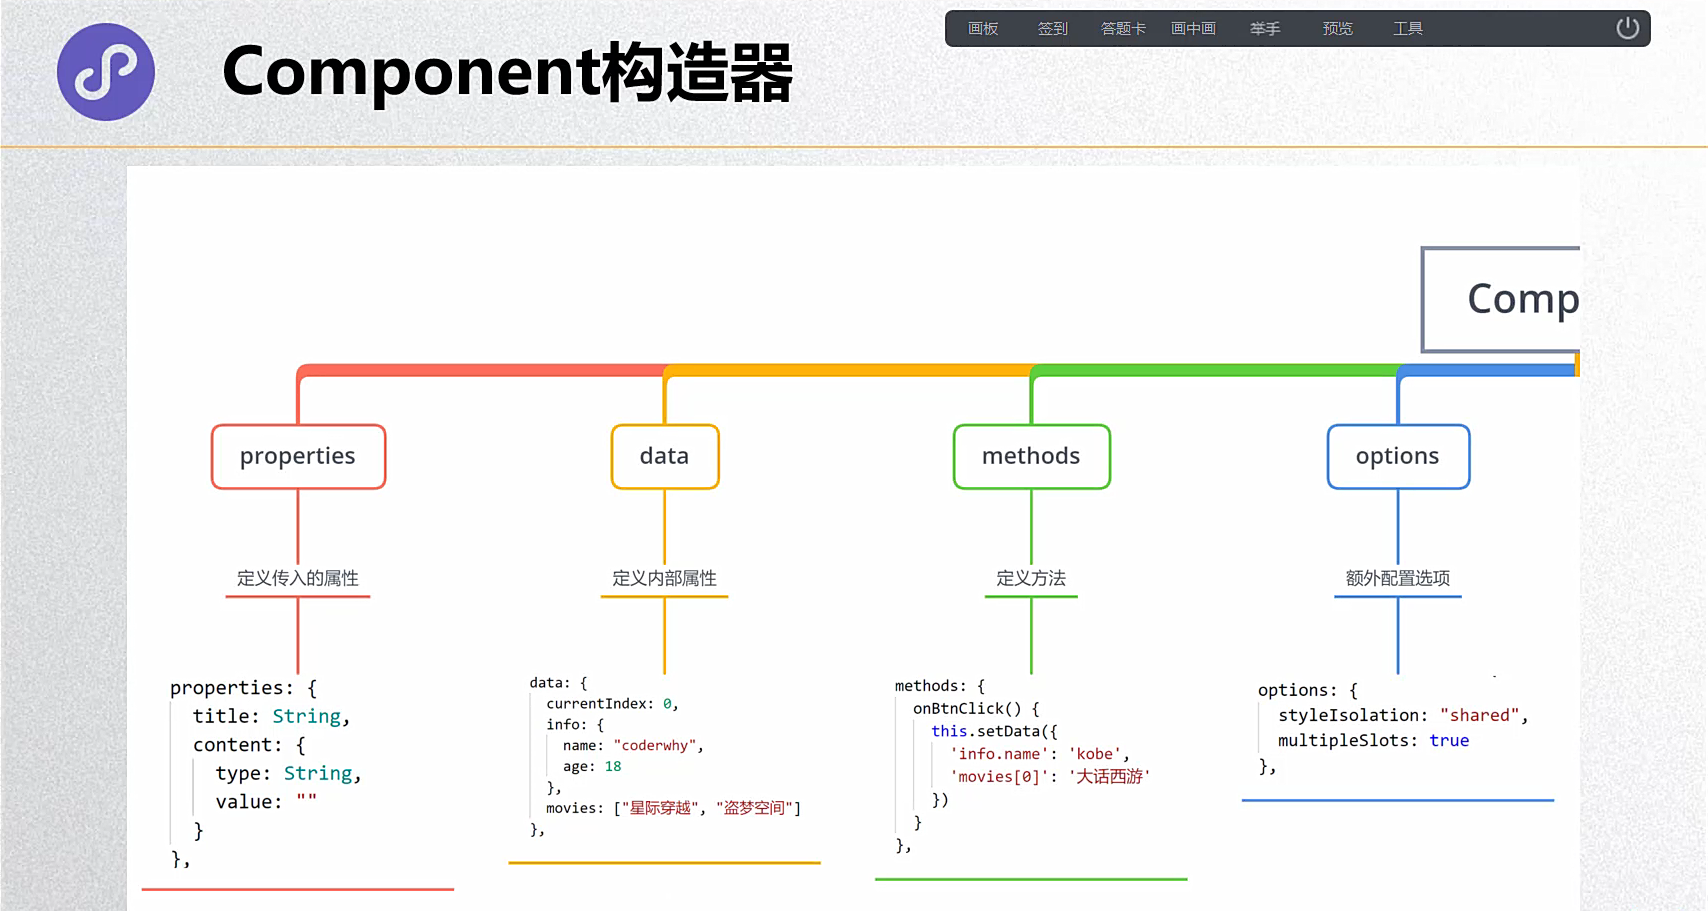 画板 签到 答题卡 画中画 举手 预览 工具
Component构造器
Comp
properties
data
methods
options
定义传入的属性
定义内部属性
定义方法
额外配置选项
properties: {
title: String,
content: {
type: String,
value: ""
}
},
data: {
currentIndex: 0,
info: {
name: "coderwhy",
age: 18
},
movies: ["星际穿越", "盗梦空间"]
},
methods: {
onBtnClick() {
this.setData({
'info.name': 'kobe',
'movies[0]': '大话西游'
})
}
},
options: {
styleIsolation: "shared",
multipleSlots: true
},